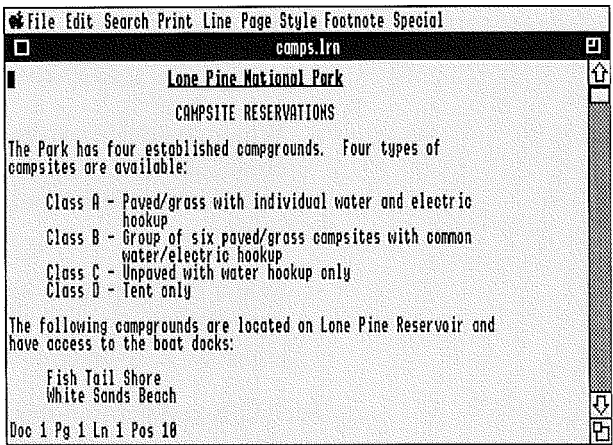 File Edit Search Print Line Page Style Footnote Special
camps.lrn
Lone Pine National Park
CAMPSITE RESERVATIONS
The Park has four established campgrounds. Four types of
campsites are available:
Class A - Paved/grass with individual water and electric
hookup
Class B - Group of six paved/grass campsites with common
water/electric hookup
Class C - Unpaved with water hookup only
Class D - Tent only
The following campgrounds are located on Lone Pine Reservoir and
have access to the boat docks:
Fish Tail Shore
White Sands Beach
Doc 1 Pg 1 Ln 1 Pos 10